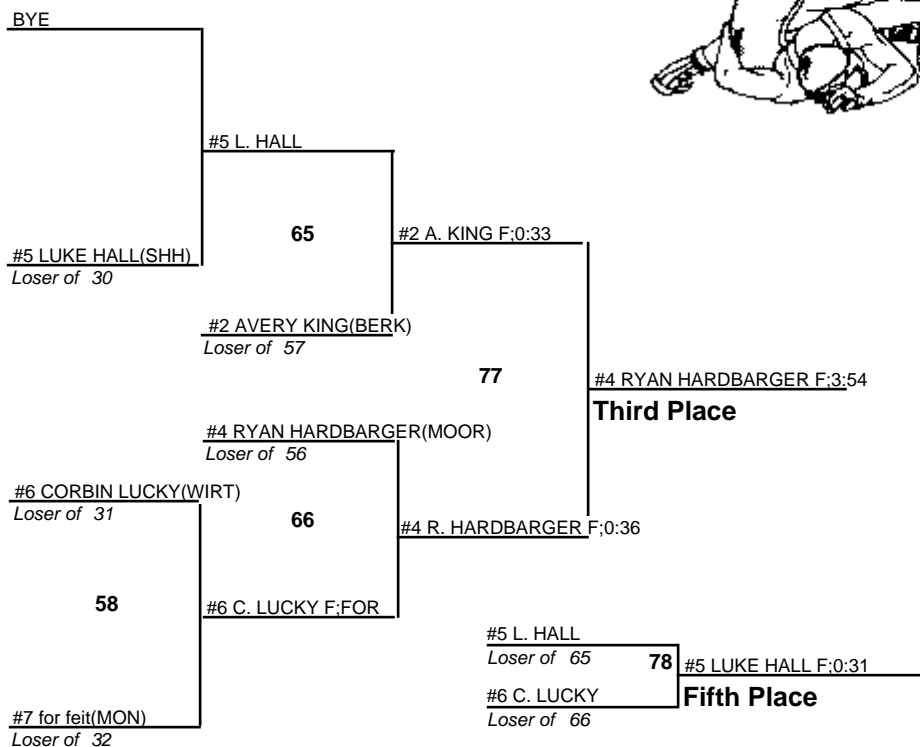 BYE
#5 L. HALL
65
#2 A. KING F;0:33
#5 LUKE HALL(SHH)
Loser of 30
#2 AVERY KING(BERK)
Loser of 57
77
#4 RYAN HARDBARGER F;3:54
Third Place
#4 RYAN HARDBARGER(MOOR)
Loser of 56
#6 CORBIN LUCKY(WIRT)
Loser of 31
66
#4 R. HARDBARGER F;0:36
58
#6 C. LUCKY F;FOR
#5 L. HALL
Loser of 65
78
#5 LUKE HALL F;0:31
Fifth Place
#6 C. LUCKY
Loser of 66
#7 for feit(MON)
Loser of 32